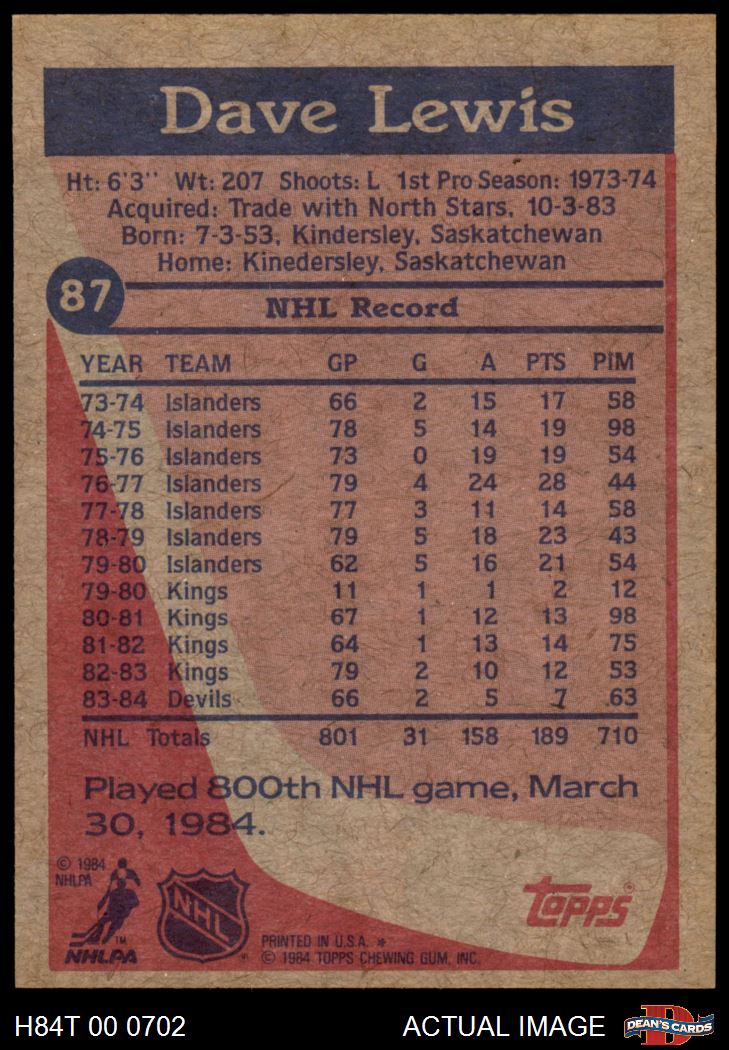 Dave Lewis
Ht: 6'3'' Wt: 207 Shoots: L 1st Pro Season: 1973-74
Acquired: Trade with North Stars, 10-3-83
Born: 7-3-53, Kindersley, Saskatchewan
Home: Kinedersley, Saskatchewan
87
NHL Record
YEAR TEAM GP G A PTS PiM
73-74 Islanders 66 2 15 17 58
74-75 Islanders 78 5 14 19 98
75-76 Islanders 73 0 19 19 54
76-77 Islanders 79 4 24 28 44
77-78 Islanders 77 3 11 14 58
78-79 Islanders 79 5 18 23 43
79-80 Islanders 62 5 16 21 54
79-80 Kings 11 1 1 2 12
80-81 Kings 67 1 12 13 98
81-82 Kings 64 1 13 14 75
82-83 Kings 79 2 10 12 53
83-84 Devils 66 2 5 7 63
NHL Totals 801 31 158 189 710
Played 800th NHL game, March
30, 1984.
© 1984
NHLPA
TM
NHLPA
NHL
topps®
PRINTED IN U.S.A. *
© 1984 TOPPS CHEWING GUM, INC.
H84T 00 0702
ACTUAL IMAGE
D
DEAN'S CARDS